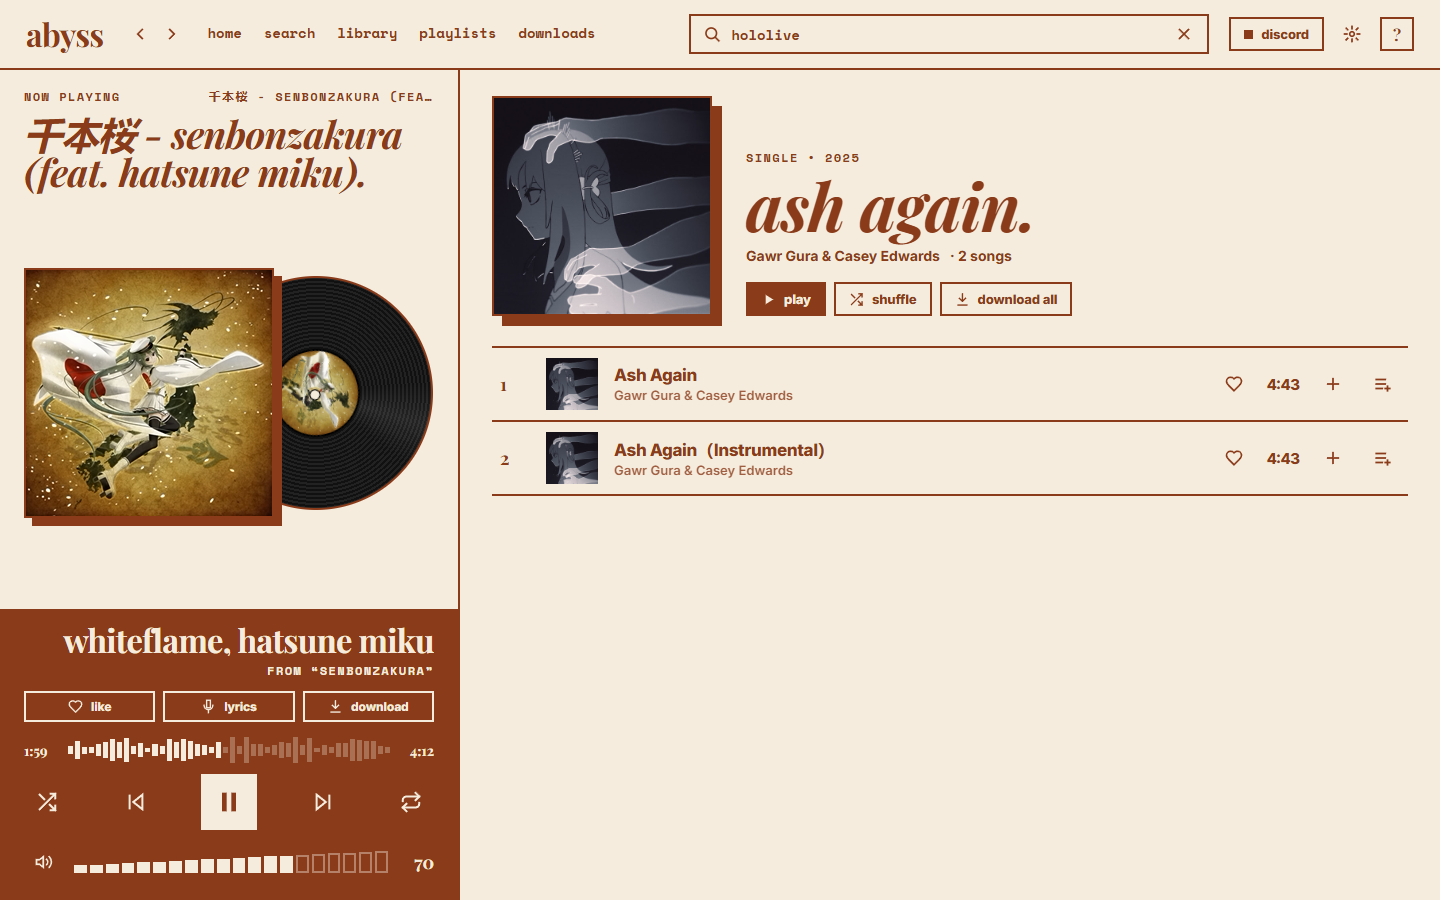 abyss
home search library playlists downloads
hololive
discord
?
NOW PLAYING
千本桜 - SENBONZAKURA (FEA…
千本桜 - senbonzakura
(feat. hatsune miku).
SINGLE • 2025
ash again.
Gawr Gura & Casey Edwards · 2 songs
play
shuffle
download all
1
Ash Again
Gawr Gura & Casey Edwards
4:43
2
Ash Again（Instrumental）
Gawr Gura & Casey Edwards
4:43
whiteflame, hatsune miku
FROM “SENBONZAKURA”
like
lyrics
download
1:59
4:12
70